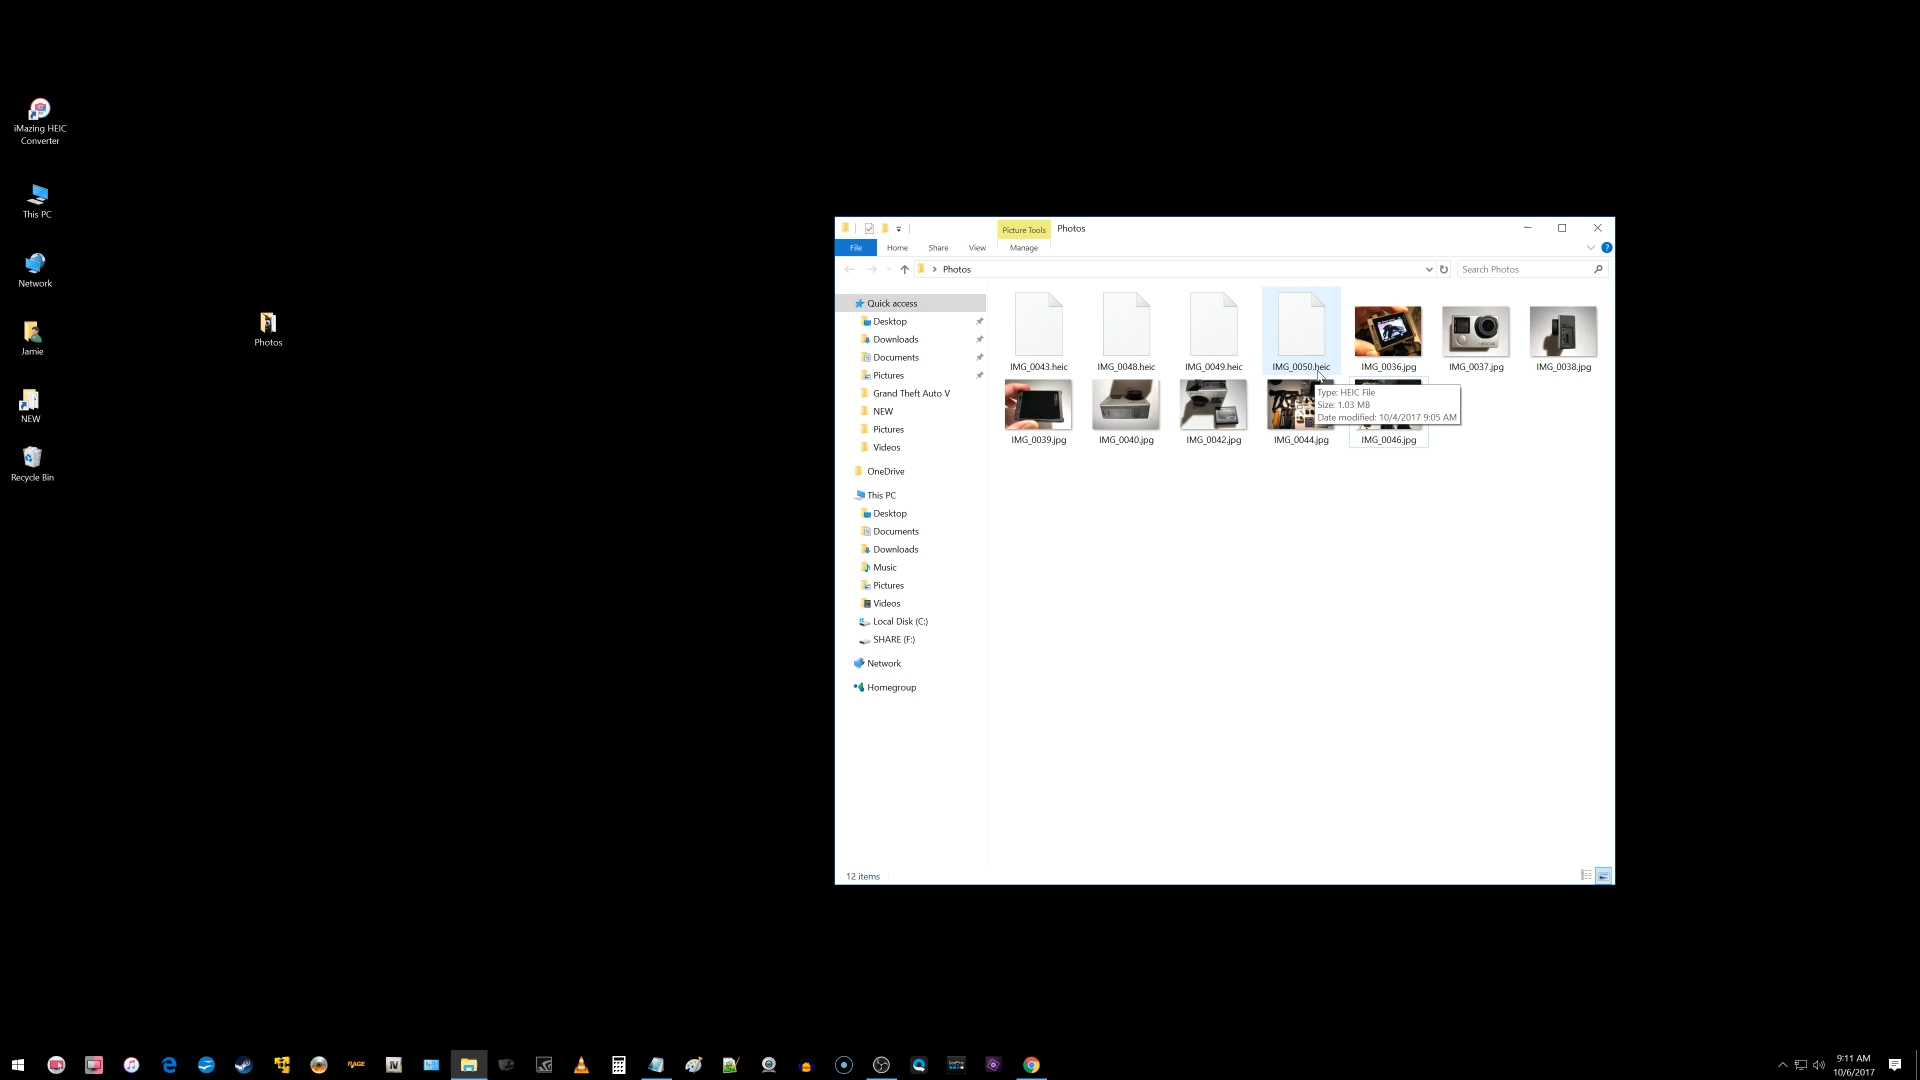 iMazing HEIC
Converter
This PC
Network
Jamie
NEW
Recycle Bin
Photos
Picture Tools
Photos
File
Home
Share
View
Manage
Photos
Search Photos
Quick access
Desktop
Downloads
Documents
Pictures
Grand Theft Auto V
NEW
Pictures
Videos
OneDrive
This PC
Desktop
Documents
Downloads
Music
Pictures
Videos
Local Disk (C:)
SHARE (F:)
Network
Homegroup
IMG_0043.heic
IMG_0048.heic
IMG_0049.heic
IMG_0050.heic
IMG_0036.jpg
IMG_0037.jpg
IMG_0038.jpg
Type: HEIC File
Size: 1.03 MB
Date modified: 10/4/2017 9:05 AM
IMG_0039.jpg
IMG_0040.jpg
IMG_0042.jpg
IMG_0044.jpg
IMG_0046.jpg
12 items
RAGE
9:11 AM
10/6/2017